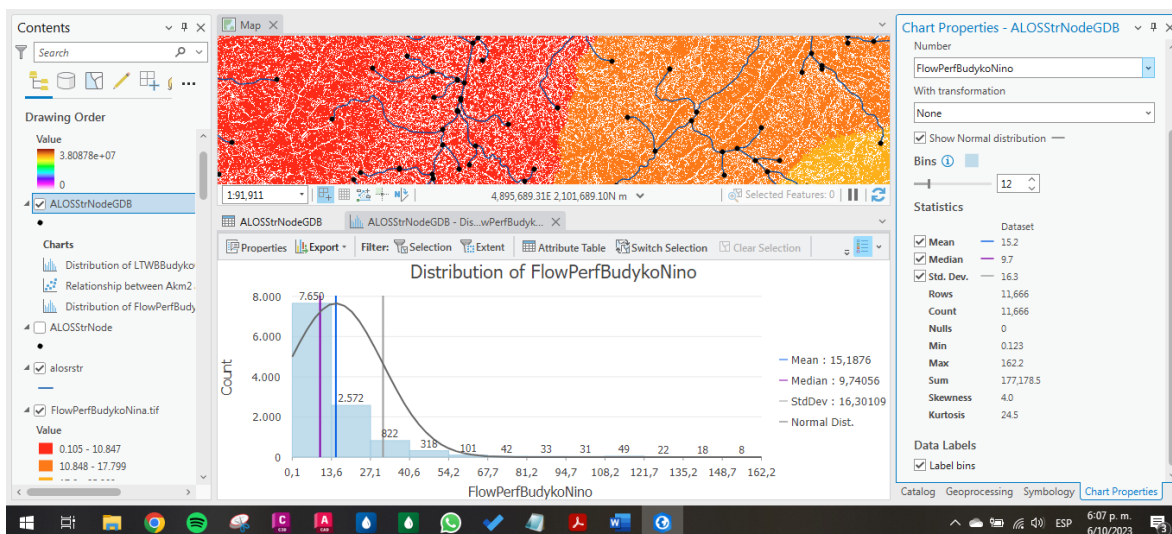 Contents
Search
Drawing Order
Value
3.80878e+07
0
ALOSStrNodeGDB
Charts
Distribution of LTWBBudyko
Relationship between Akm2
Distribution of FlowPerfBudy
ALOSStrNode
alosrstr
FlowPerfBudykoNina.tif
Value
0.105 - 10.847
10.848 - 17.799
Map
1:91,911
4,895,689.31E 2,101,689.10N m
Selected Features: 0
ALOSStrNodeGDB
ALOSStrNodeGDB - Dis...wPerfBudyk...
Properties
Export
Filter:
Selection
Extent
Attribute Table
Switch Selection
Clear Selection
Distribution of FlowPerfBudykoNino
Count
8.000
6.000
4.000
2.000
0
7.650
2.572
822
318
101
42
33
31
49
22
18
8
0,1
13,6
27,1
40,6
54,2
67,7
81,2
94,7
108,2
121,7
135,2
148,7
162,2
FlowPerfBudykoNino
Mean : 15,1876
Median : 9,74056
StdDev : 16,30109
Normal Dist.
Chart Properties - ALOSStrNodeGDB
Number
FlowPerfBudykoNino
With transformation
None
Show Normal distribution
Bins
12
Statistics
Dataset
Mean 15.2
Median 9.7
Std. Dev. 16.3
Rows 11,666
Count 11,666
Nulls 0
Min 0.123
Max 162.2
Sum 177,178.5
Skewness 4.0
Kurtosis 24.5
Data Labels
Label bins
Catalog Geoprocessing Symbology Chart Properties
ESP
6:07 p. m.
6/10/2023
3